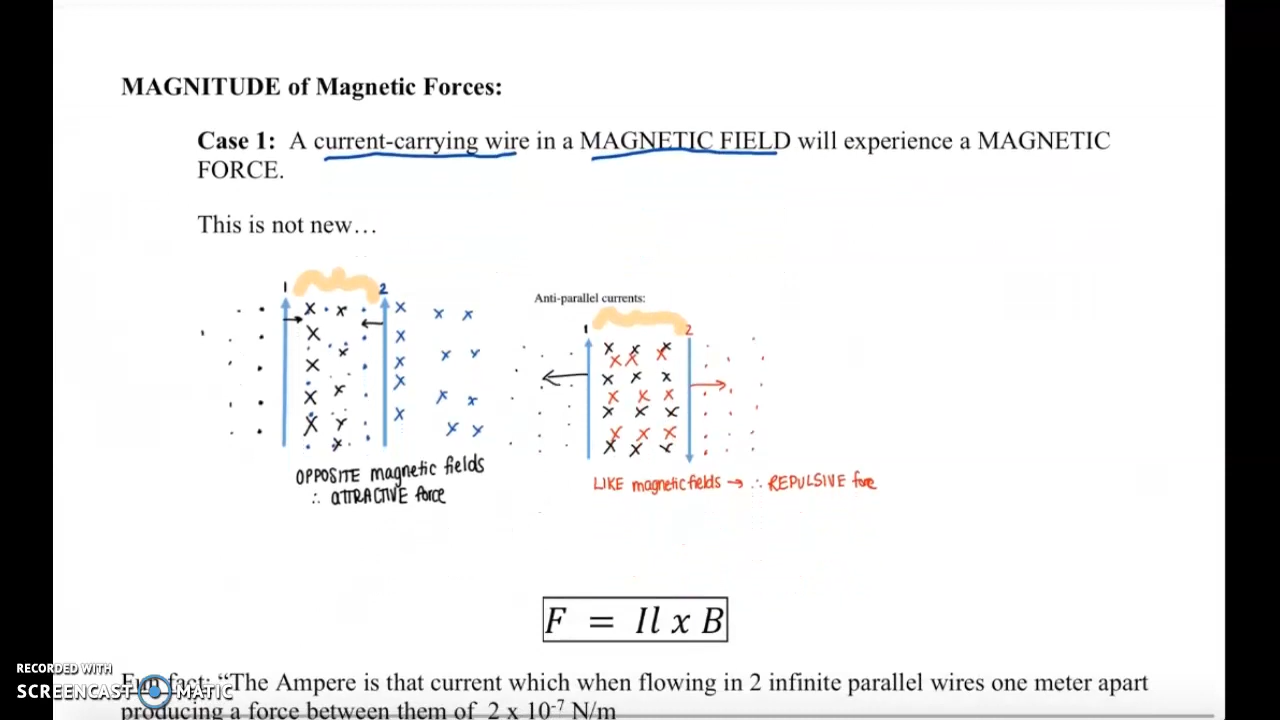 MAGNITUDE of Magnetic Forces:
Case 1: A current-carrying wire in a MAGNETIC FIELD will experience a MAGNETIC
FORCE.
This is not new…
1 2
OPPOSITE magnetic fields
∴ ATTRACTIVE force
Anti-parallel currents:
1 2
LIKE magnetic fields → ∴ REPULSIVE force
F = Il x B
Fun fact: “The Ampere is that current which when flowing in 2 infinite parallel wires one meter apart
producing a force between them of 2 x 10⁻⁷ N/m
RECORDED WITH
SCREENCAST MATIC